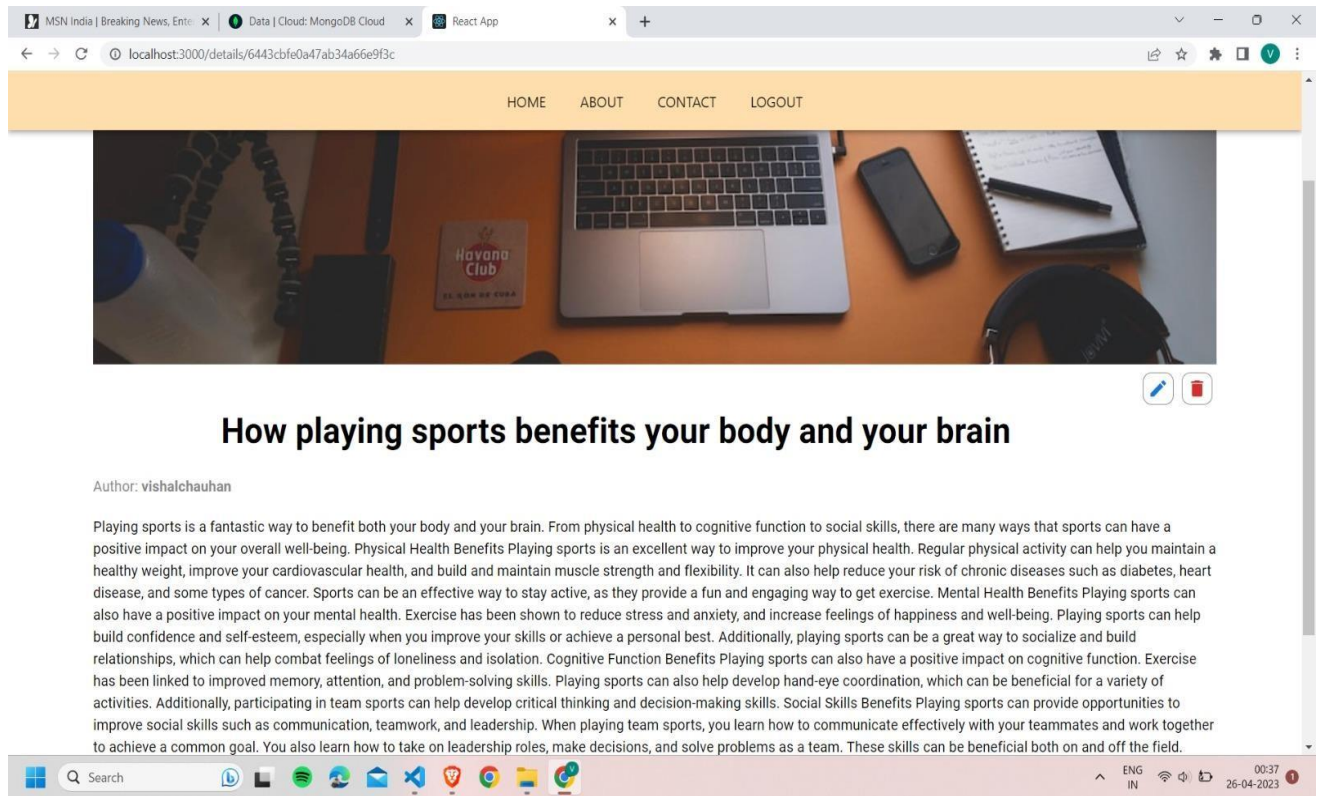 MSN India | Breaking News, Ente
Data | Cloud: MongoDB Cloud
React App
localhost:3000/details/6443cbfe0a47ab34a66e9f3c
V
HOME ABOUT CONTACT LOGOUT
Havana
Club
EL RON DE CUBA
How playing sports benefits your body and your brain
Author: vishalchauhan
Playing sports is a fantastic way to benefit both your body and your brain. From physical health to cognitive function to social skills, there are many ways that sports can have a
positive impact on your overall well-being. Physical Health Benefits Playing sports is an excellent way to improve your physical health. Regular physical activity can help you maintain a
healthy weight, improve your cardiovascular health, and build and maintain muscle strength and flexibility. It can also help reduce your risk of chronic diseases such as diabetes, heart
disease, and some types of cancer. Sports can be an effective way to stay active, as they provide a fun and engaging way to get exercise. Mental Health Benefits Playing sports can
also have a positive impact on your mental health. Exercise has been shown to reduce stress and anxiety, and increase feelings of happiness and well-being. Playing sports can help
build confidence and self-esteem, especially when you improve your skills or achieve a personal best. Additionally, playing sports can be a great way to socialize and build
relationships, which can help combat feelings of loneliness and isolation. Cognitive Function Benefits Playing sports can also have a positive impact on cognitive function. Exercise
has been linked to improved memory, attention, and problem-solving skills. Playing sports can also help develop hand-eye coordination, which can be beneficial for a variety of
activities. Additionally, participating in team sports can help develop critical thinking and decision-making skills. Social Skills Benefits Playing sports can provide opportunities to
improve social skills such as communication, teamwork, and leadership. When playing team sports, you learn how to communicate effectively with your teammates and work together
to achieve a common goal. You also learn how to take on leadership roles, make decisions, and solve problems as a team. These skills can be beneficial both on and off the field.
Search
ENG
IN
00:37
26-04-2023
1